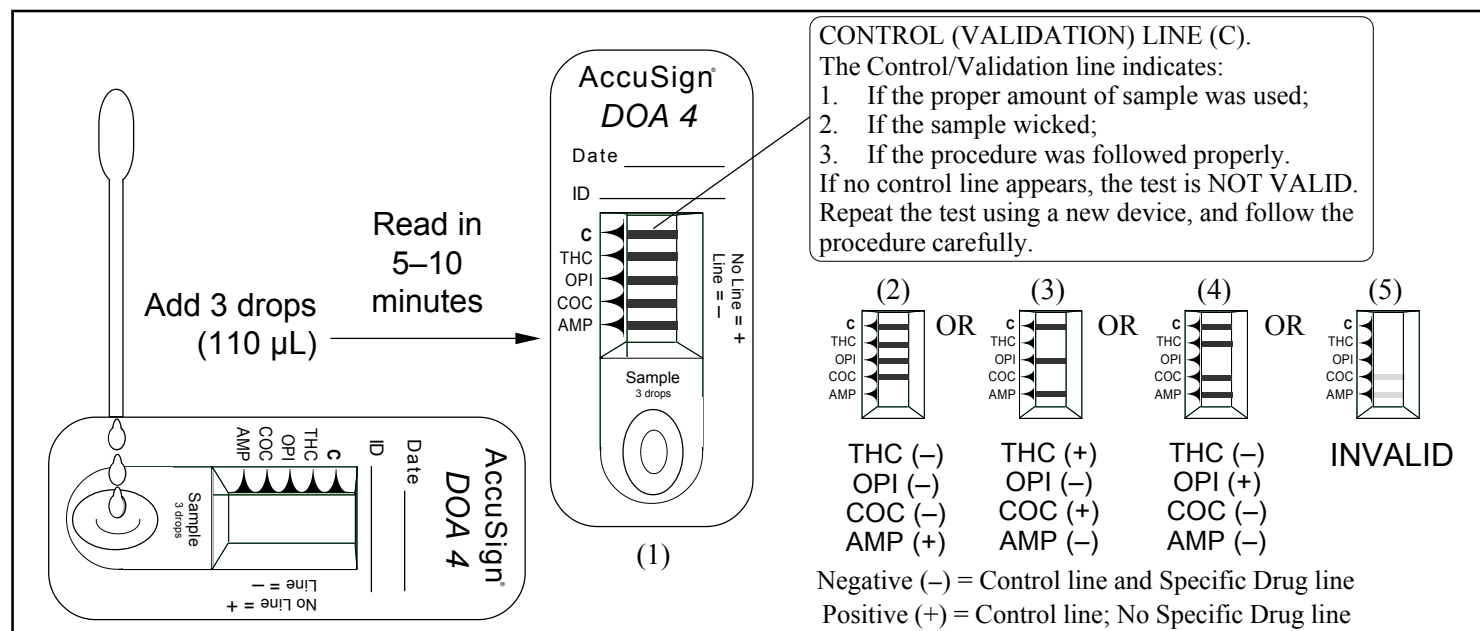 Add 3 drops
(110 µL)
Read in
5–10
minutes
AccuSign®
DOA 4
Date
ID
C
THC
OPI
COC
AMP
No Line = +
Line = –
Sample
3 drops
(1)
AccuSign®
DOA 4
Date
ID
C
THC
OPI
COC
AMP
Sample
3 drops
Line = –
No Line = +
CONTROL (VALIDATION) LINE (C).
The Control/Validation line indicates:
1. If the proper amount of sample was used;
2. If the sample wicked;
3. If the procedure was followed properly.
If no control line appears, the test is NOT VALID.
Repeat the test using a new device, and follow the
procedure carefully.
(2)
C
THC
OPI
COC
AMP
THC (–)
OPI (–)
COC (–)
AMP (+)
OR
(3)
C
THC
OPI
COC
AMP
THC (+)
OPI (–)
COC (+)
AMP (–)
OR
(4)
C
THC
OPI
COC
AMP
THC (–)
OPI (+)
COC (–)
AMP (–)
OR
(5)
C
THC
OPI
COC
AMP
INVALID
Negative (–) = Control line and Specific Drug line
Positive (+) = Control line; No Specific Drug line